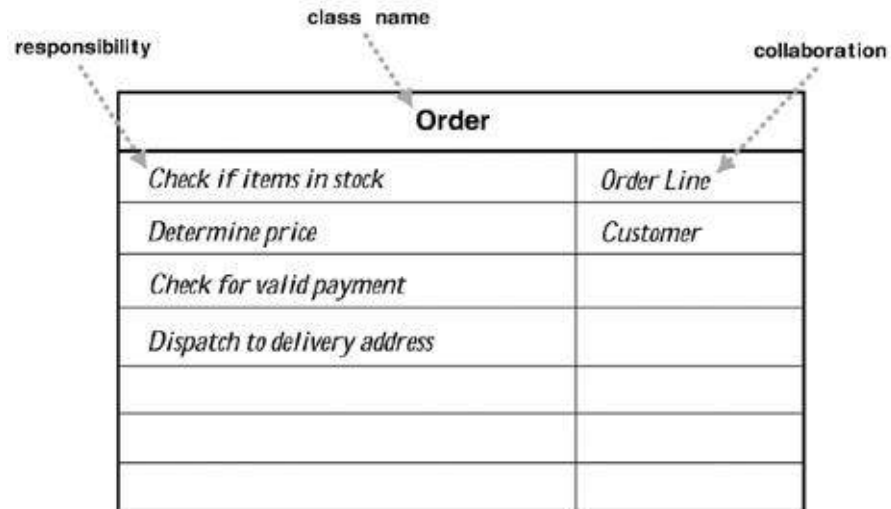 class name
responsibility
collaboration
Order
Check if items in stock
Order Line
Determine price
Customer
Check for valid payment
Dispatch to delivery address